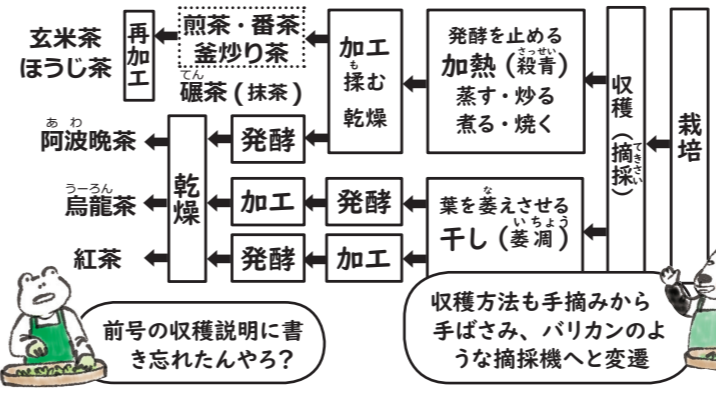 栽培
収穫（摘採）
てきさい
発酵を止める
さっせい
加熱（殺青）
蒸す・炒る
煮る・焼く
加工
も
揉む
乾燥
煎茶・番茶
釜炒り茶
てん
碾茶（抹茶）
再加工
玄米茶
ほうじ茶
発酵
あわ
阿波晩茶
な
葉を萎えさせる
いちょう
干し（萎凋）
発酵
加工
乾燥
うーろん
烏龍茶
加工
発酵
紅茶
収穫方法も手摘みから
手ばさみ、バリカンのよ
うな摘採機へと変遷
前号の収穫説明に書
き忘れたんやろ？